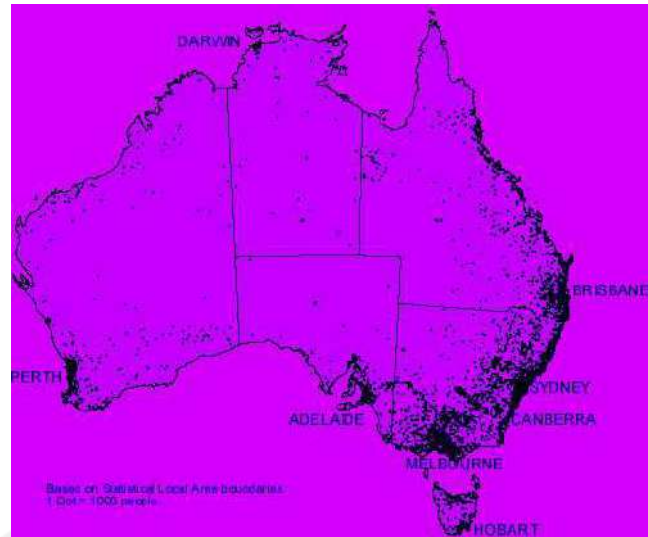 DARWIN
BRISBANE
PERTH
SYDNEY
ADELAIDE
CANBERRA
MELBOURNE
Based on Statistical Local Area boundaries.
1 Dot = 1000 people.
HOBART